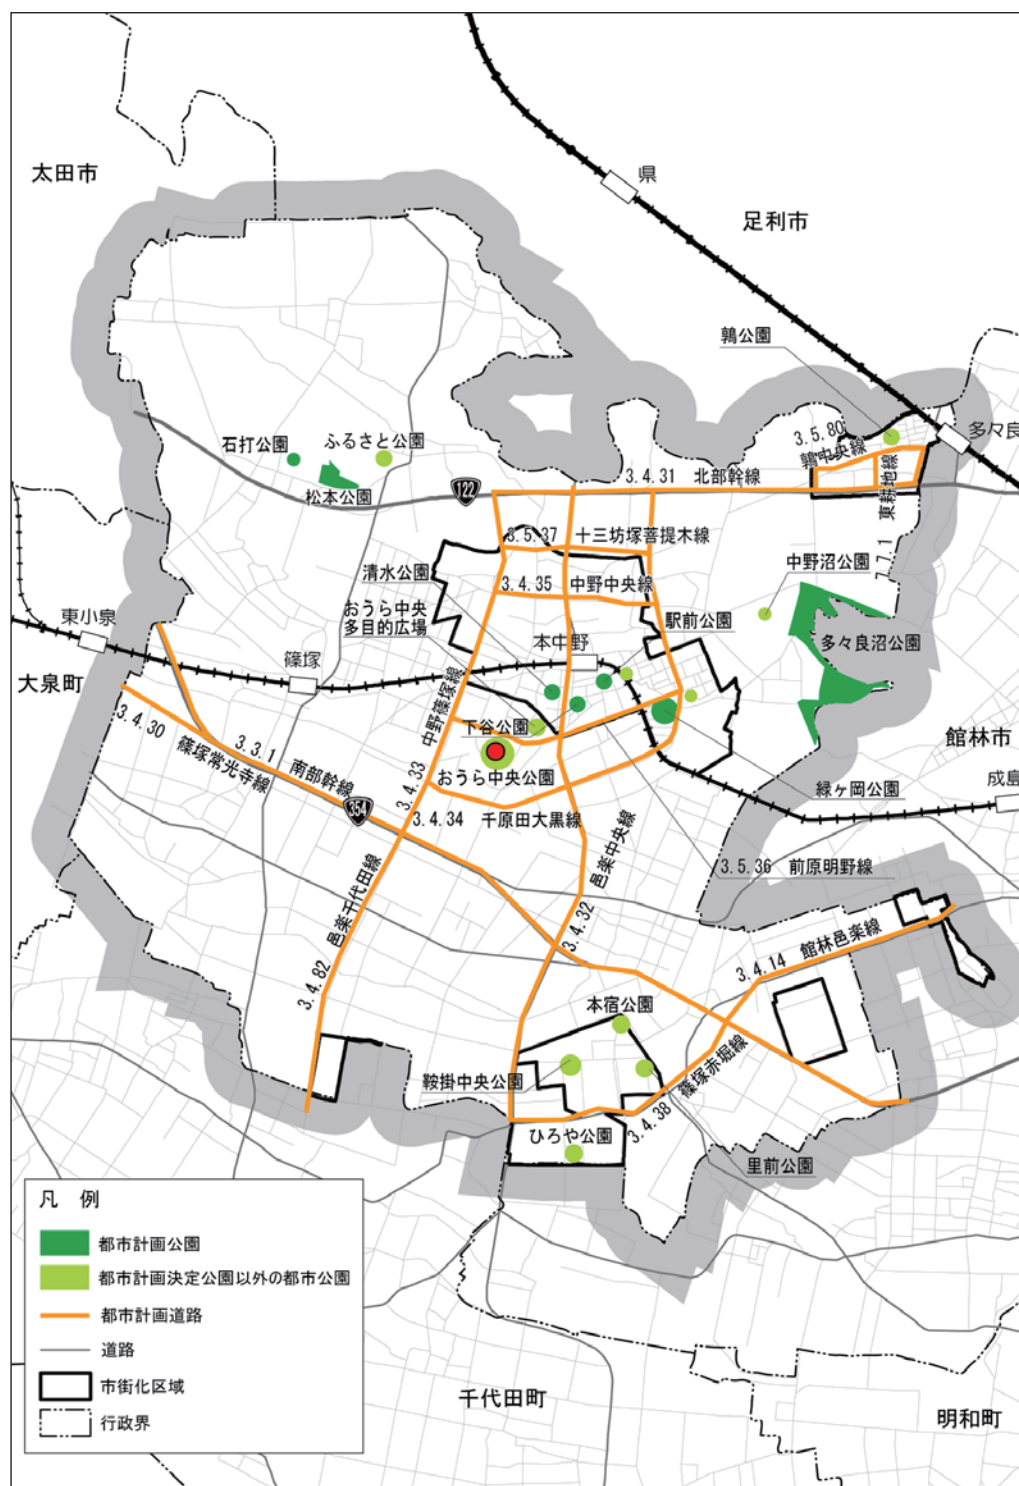 太田市
県
足利市
鶉公園
多々良
3.5.80
鶉中央線
石打公園
ふるさと公園
松本公園
122
3.4.31 北部幹線
東耕地線
3.5.37 十三坊塚菩提木線
7.7.1
清水公園
3.4.35 中野中央線
中野沼公園
おうら中央
多目的広場
駅前公園
東小泉
本中野
多々良沼公園
篠塚
大泉町
中野篠塚線
下谷公園
館林市
3.4.30 篠塚常光寺線
3.3.1 南部幹線
おうら中央公園
成島
3.4.33
緑ヶ岡公園
354
3.4.34 千原田大黒線
邑楽中央線
3.5.36 前原明野線
邑楽千代田線
3.4.32
3.4.82
3.4.14 館林邑楽線
本宿公園
鞍掛中央公園
篠塚赤堀線
3.4.38
ひろや公園
里前公園
凡 例
都市計画公園
都市計画決定公園以外の都市公園
都市計画道路
道路
市街化区域
行政界
千代田町
明和町